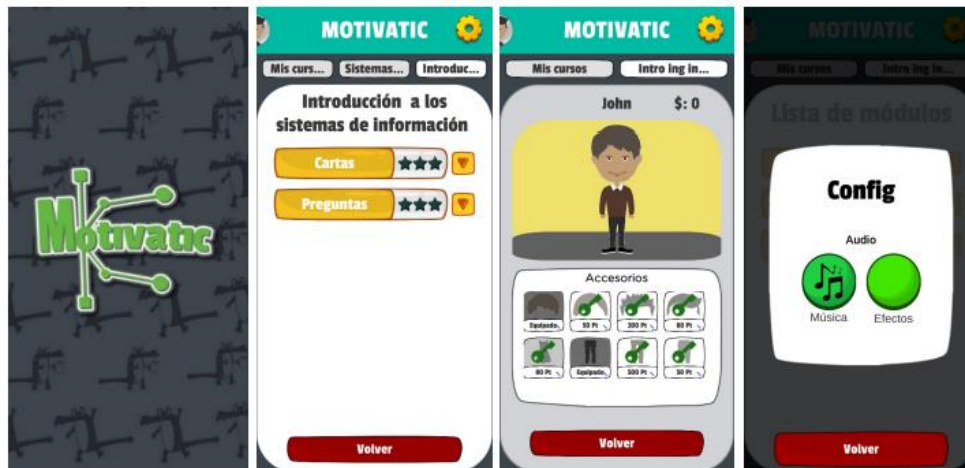 Motivatic
MOTIVATIC
Mis curs...
Sistemas...
Introduc...
Introducción a los
sistemas de información
Cartas
Preguntas
Volver
MOTIVATIC
Mis cursos
Intro ing in...
John
$: 0
Accesorios
Equipado
50 Pt
200 Pt
80 Pt
80 Pt
Equipado
500 Pt
50 Pt
Volver
MOTIVATIC
Mis cursos
Intro ing in...
Lista de módulos
Config
Audio
Música
Efectos
Volver